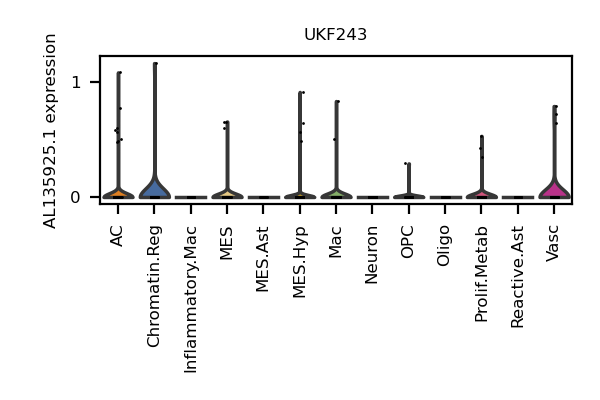 UKF243
AL135925.1 expression
1
0
AC
Chromatin.Reg
Inflammatory.Mac
MES
MES.Ast
MES.Hyp
Mac
Neuron
OPC
Oligo
Prolif.Metab
Reactive.Ast
Vasc